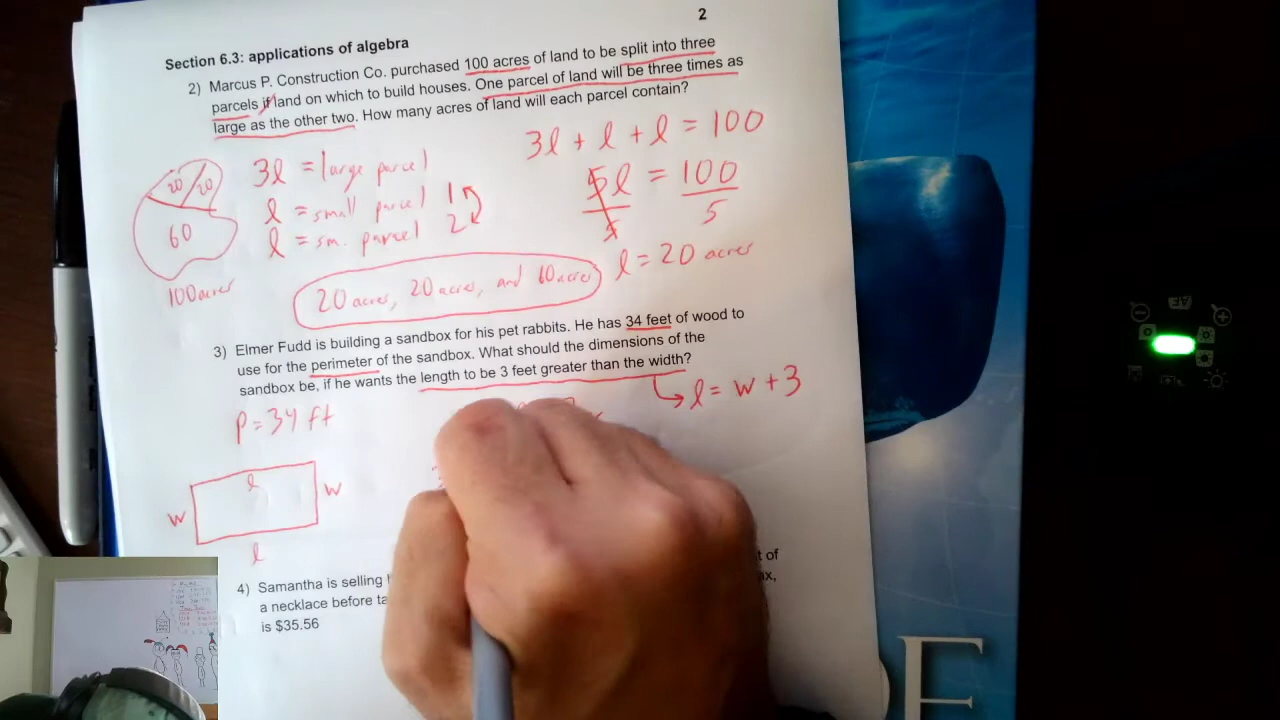 2
Section 6.3: applications of algebra
2) Marcus P. Construction Co. purchased 100 acres of land to be split into three
parcels if land on which to build houses. One parcel of land will be three times as
large as the other two. How many acres of land will each parcel contain?
3l + l + l = 100
3l = large parcel
5l = 100
5 5
l = small parcel 1
l = sm. parcel 2
l = 20 acres
20/20
60
100 acres
20 acres, 20 acres, and 60 acres
3) Elmer Fudd is building a sandbox for his pet rabbits. He has 34 feet of wood to
use for the perimeter of the sandbox. What should the dimensions of the
sandbox be, if he wants the length to be 3 feet greater than the width?
l = w + 3
P = 34 ft
l
w w
l
4) Samantha is selling
t of
a necklace before ta
ax,
is $35.56
AF
E